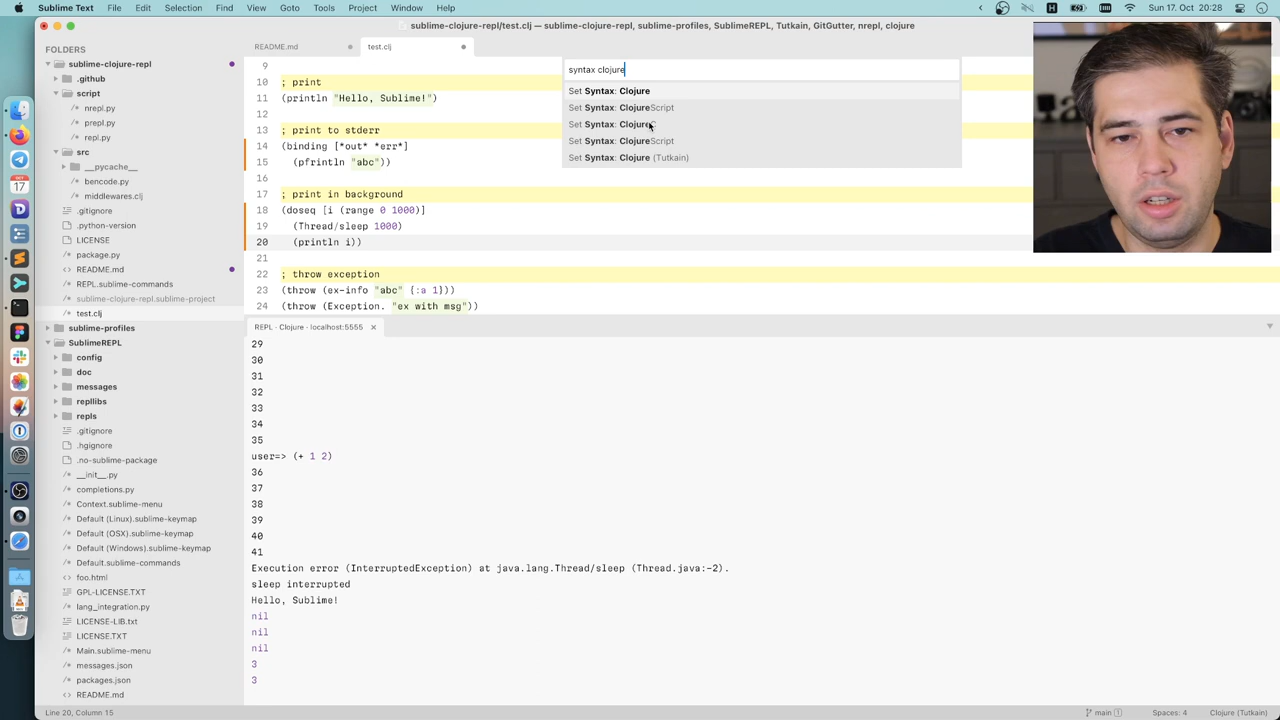 Sublime Text File Edit Selection Find View Goto Tools Project Window Help
Sun 17. Oct 20:28
sublime-clojure-repl/test.clj — sublime-clojure-repl, sublime-profiles, SublimeREPL, Tutkain, GitGutter, nrepl, clojure
FOLDERS
sublime-clojure-repl
.github
script
nrepl.py
prepl.py
repl.py
src
__pycache__
bencode.py
middlewares.clj
.gitignore
.python-version
LICENSE
package.py
README.md
REPL.sublime-commands
sublime-clojure-repl.sublime-project
test.clj
sublime-profiles
SublimeREPL
config
doc
messages
repllibs
repls
.gitignore
.hgignore
.no-sublime-package
__init__.py
completions.py
Context.sublime-menu
Default (Linux).sublime-keymap
Default (OSX).sublime-keymap
Default (Windows).sublime-keymap
Default.sublime-commands
foo.html
GPL-LICENSE.TXT
lang_integration.py
LICENSE-LIB.txt
LICENSE.TXT
Main.sublime-menu
messages.json
packages.json
README.md
README.md
test.clj
9
10 ; print
11 (println "Hello, Sublime!")
12
13 ; print to stderr
14 (binding [*out* *err*]
15 (pfrintln "abc"))
16
17 ; print in background
18 (doseq [i (range 0 1000)]
19 (Thread/sleep 1000)
20 (println i))
21
22 ; throw exception
23 (throw (ex-info "abc" {:a 1}))
24 (throw (Exception. "ex with msg"))
syntax clojure
Set Syntax: Clojure
Set Syntax: ClojureScript
Set Syntax: ClojureC
Set Syntax: ClojureScript
Set Syntax: Clojure (Tutkain)
REPL · Clojure · localhost:5555
29
30
31
32
33
34
35
user=> (+ 1 2)
36
37
38
39
40
41
Execution error (InterruptedException) at java.lang.Thread/sleep (Thread.java:-2).
sleep interrupted
Hello, Sublime!
nil
nil
nil
3
3
Line 20, Column 15
main 1
Spaces: 4
Clojure (Tutkain)